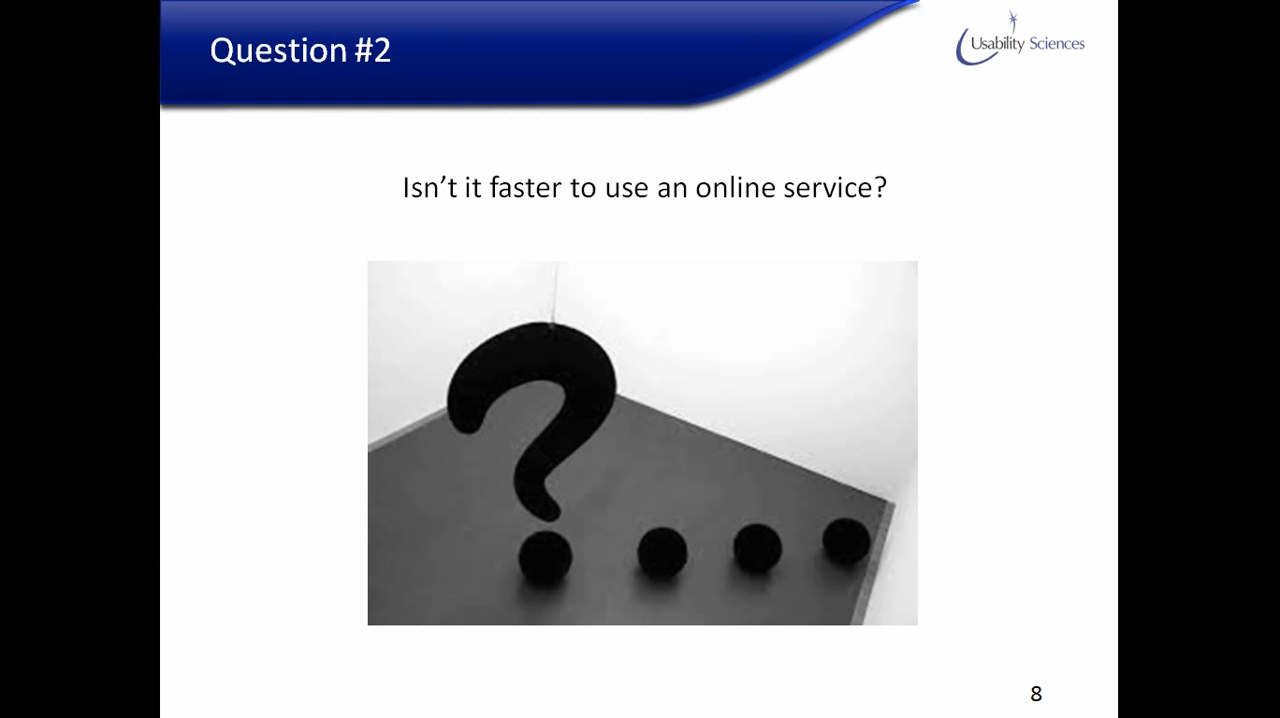 Question #2
Usability Sciences
Isn’t it faster to use an online service?
8